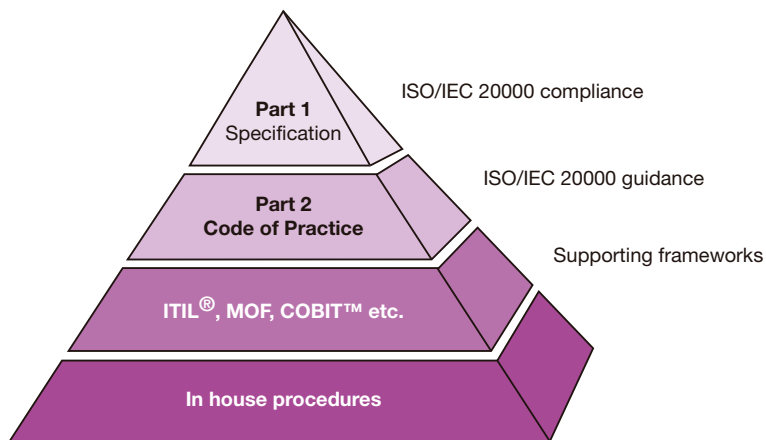 Part 1
Specification
ISO/IEC 20000 compliance
Part 2
Code of Practice
ISO/IEC 20000 guidance
ITIL®, MOF, COBIT™ etc.
Supporting frameworks
In house procedures